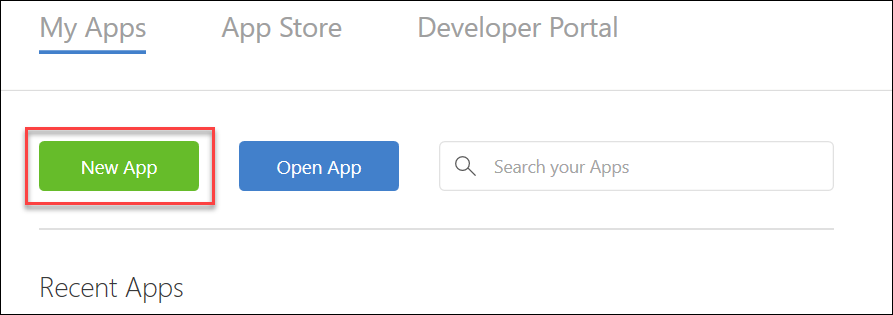 My Apps App Store Developer Portal
New App Open App Search your Apps
Recent Apps